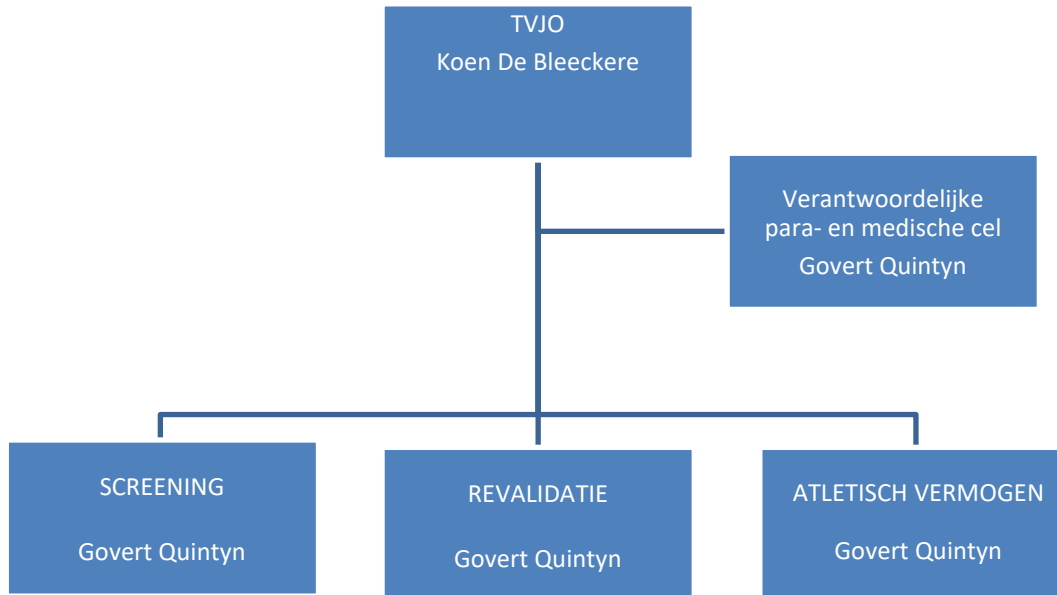 TVJO
Koen De Bleeckere
Verantwoordelijke
para- en medische cel
Govert Quintyn
SCREENING
Govert Quintyn
REVALIDATIE
Govert Quintyn
ATLETISCH VERMOGEN
Govert Quintyn